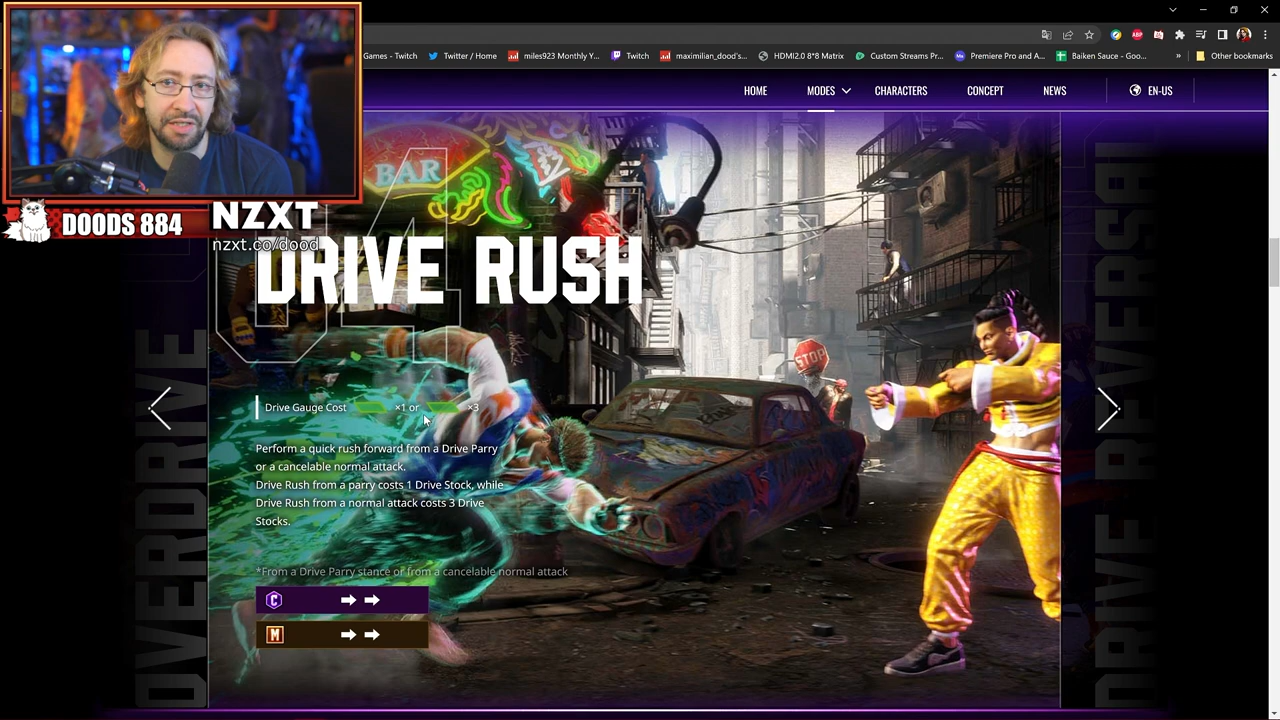 Games - Twitch
Twitter / Home
miles923 Monthly Y...
Twitch
maximilian_dood's...
HDMI2.0 8*8 Matrix
Custom Streams Pr...
Premiere Pro and A...
Baiken Sauce - Goo...
»
Other bookmarks
HOME
MODES
CHARACTERS
CONCEPT
NEWS
EN-US
BAR
DOODS 884
NZXT
nzxt.co/dood
04
DRIVE RUSH
STOP
Drive Gauge Cost ×1 or ×3
Perform a quick rush forward from a Drive Parry
or a cancelable normal attack.
Drive Rush from a parry costs 1 Drive Stock, while
Drive Rush from a normal attack costs 3 Drive
Stocks.
*From a Drive Parry stance or from a cancelable normal attack
C
M
OVERDRIVE
DRIVE REVERSAL